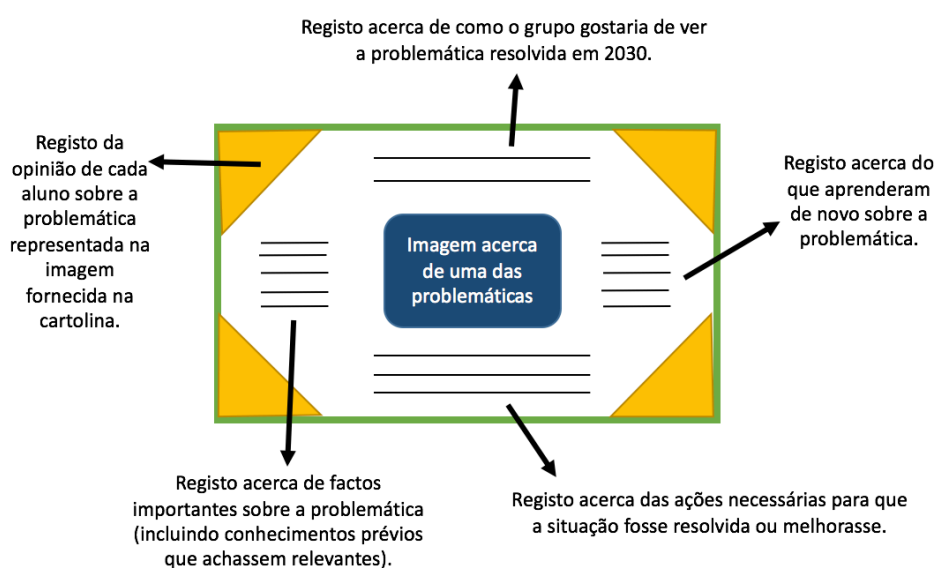 Registo acerca de como o grupo gostaria de ver
a problemática resolvida em 2030.
Registo da
opinião de cada
aluno sobre a
problemática
representada na
imagem
fornecida na
cartolina.
Imagem acerca
de uma das
problemáticas
Registo acerca do
que aprenderam
de novo sobre a
problemática.
Registo acerca de factos
importantes sobre a problemática
(incluindo conhecimentos prévios
que achassem relevantes).
Registo acerca das ações necessárias para que
a situação fosse resolvida ou melhorasse.